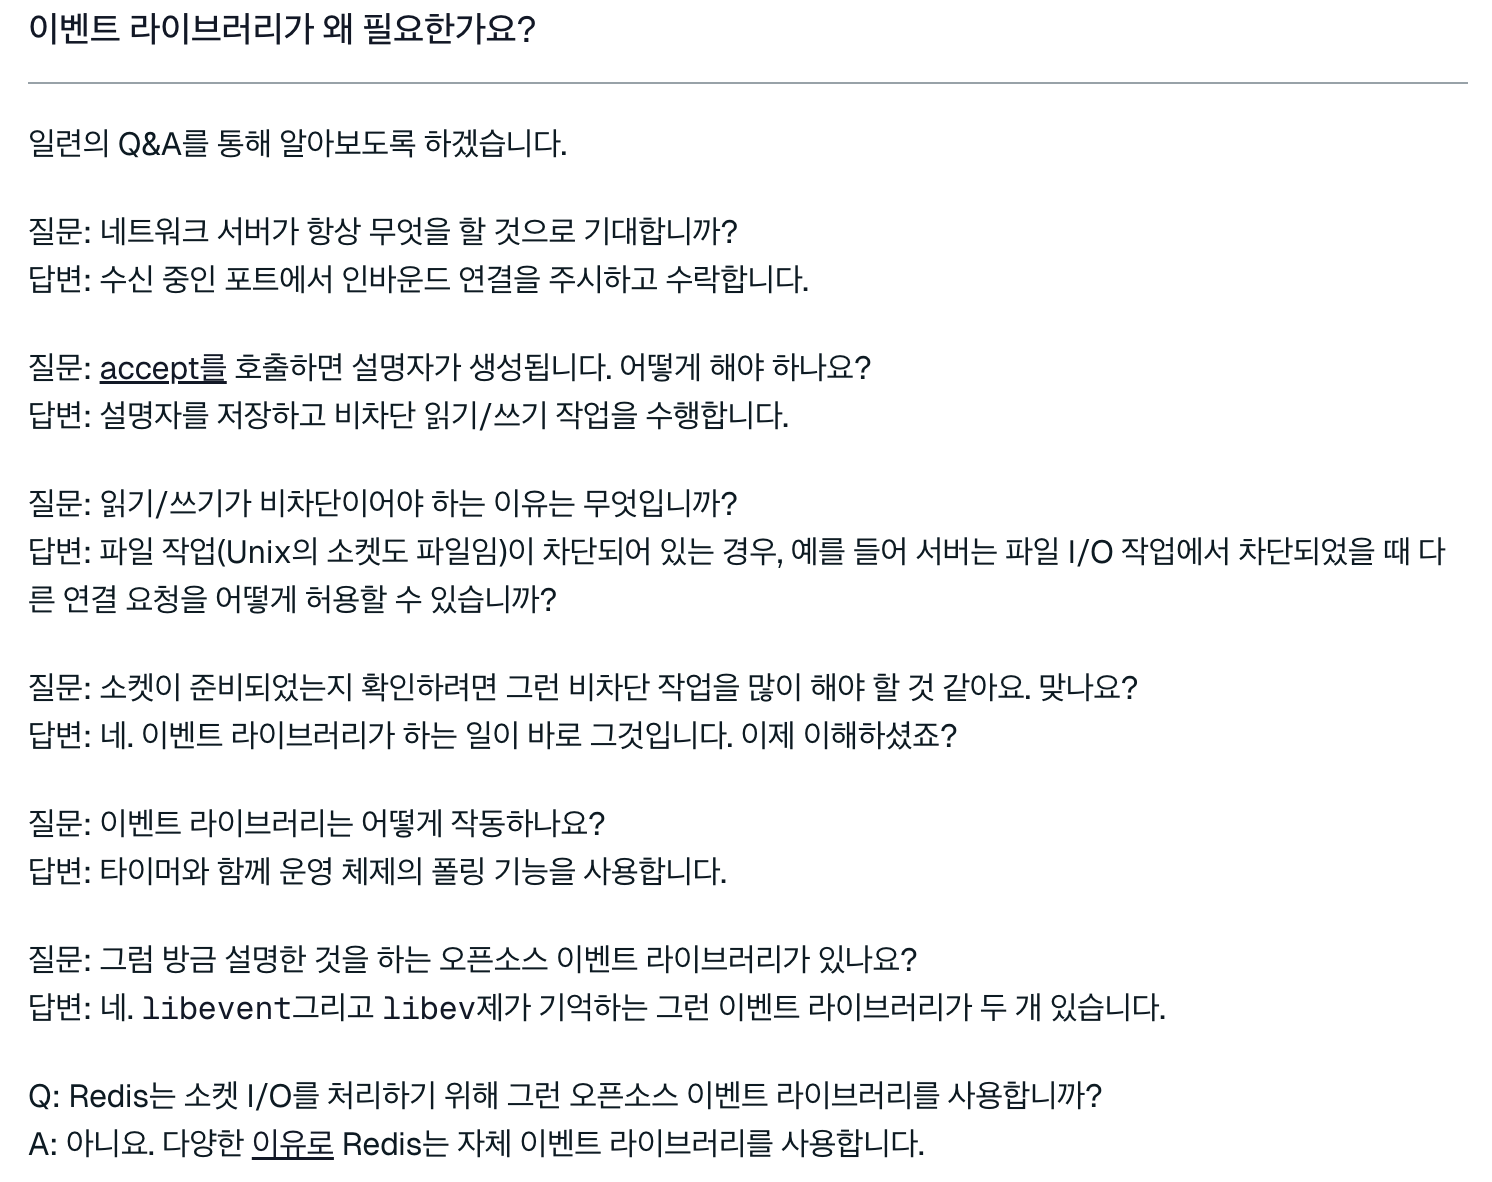 이벤트 라이브러리가 왜 필요한가요?
일련의 Q&A를 통해 알아보도록 하겠습니다.
질문: 네트워크 서버가 항상 무엇을 할 것으로 기대합니까?
답변: 수신 중인 포트에서 인바운드 연결을 주시하고 수락합니다.
질문: accept를 호출하면 설명자가 생성됩니다. 어떻게 해야 하나요?
답변: 설명자를 저장하고 비차단 읽기/쓰기 작업을 수행합니다.
질문: 읽기/쓰기가 비차단이어야 하는 이유는 무엇입니까?
답변: 파일 작업(Unix의 소켓도 파일임)이 차단되어 있는 경우, 예를 들어 서버는 파일 I/O 작업에서 차단되었을 때 다
른 연결 요청을 어떻게 허용할 수 있습니까?
질문: 소켓이 준비되었는지 확인하려면 그런 비차단 작업을 많이 해야 할 것 같아요. 맞나요?
답변: 네. 이벤트 라이브러리가 하는 일이 바로 그것입니다. 이제 이해하셨죠?
질문: 이벤트 라이브러리는 어떻게 작동하나요?
답변: 타이머와 함께 운영 체제의 폴링 기능을 사용합니다.
질문: 그럼 방금 설명한 것을 하는 오픈소스 이벤트 라이브러리가 있나요?
답변: 네. libevent그리고 libev제가 기억하는 그런 이벤트 라이브러리가 두 개 있습니다.
Q: Redis는 소켓 I/O를 처리하기 위해 그런 오픈소스 이벤트 라이브러리를 사용합니까?
A: 아니요. 다양한 이유로 Redis는 자체 이벤트 라이브러리를 사용합니다.